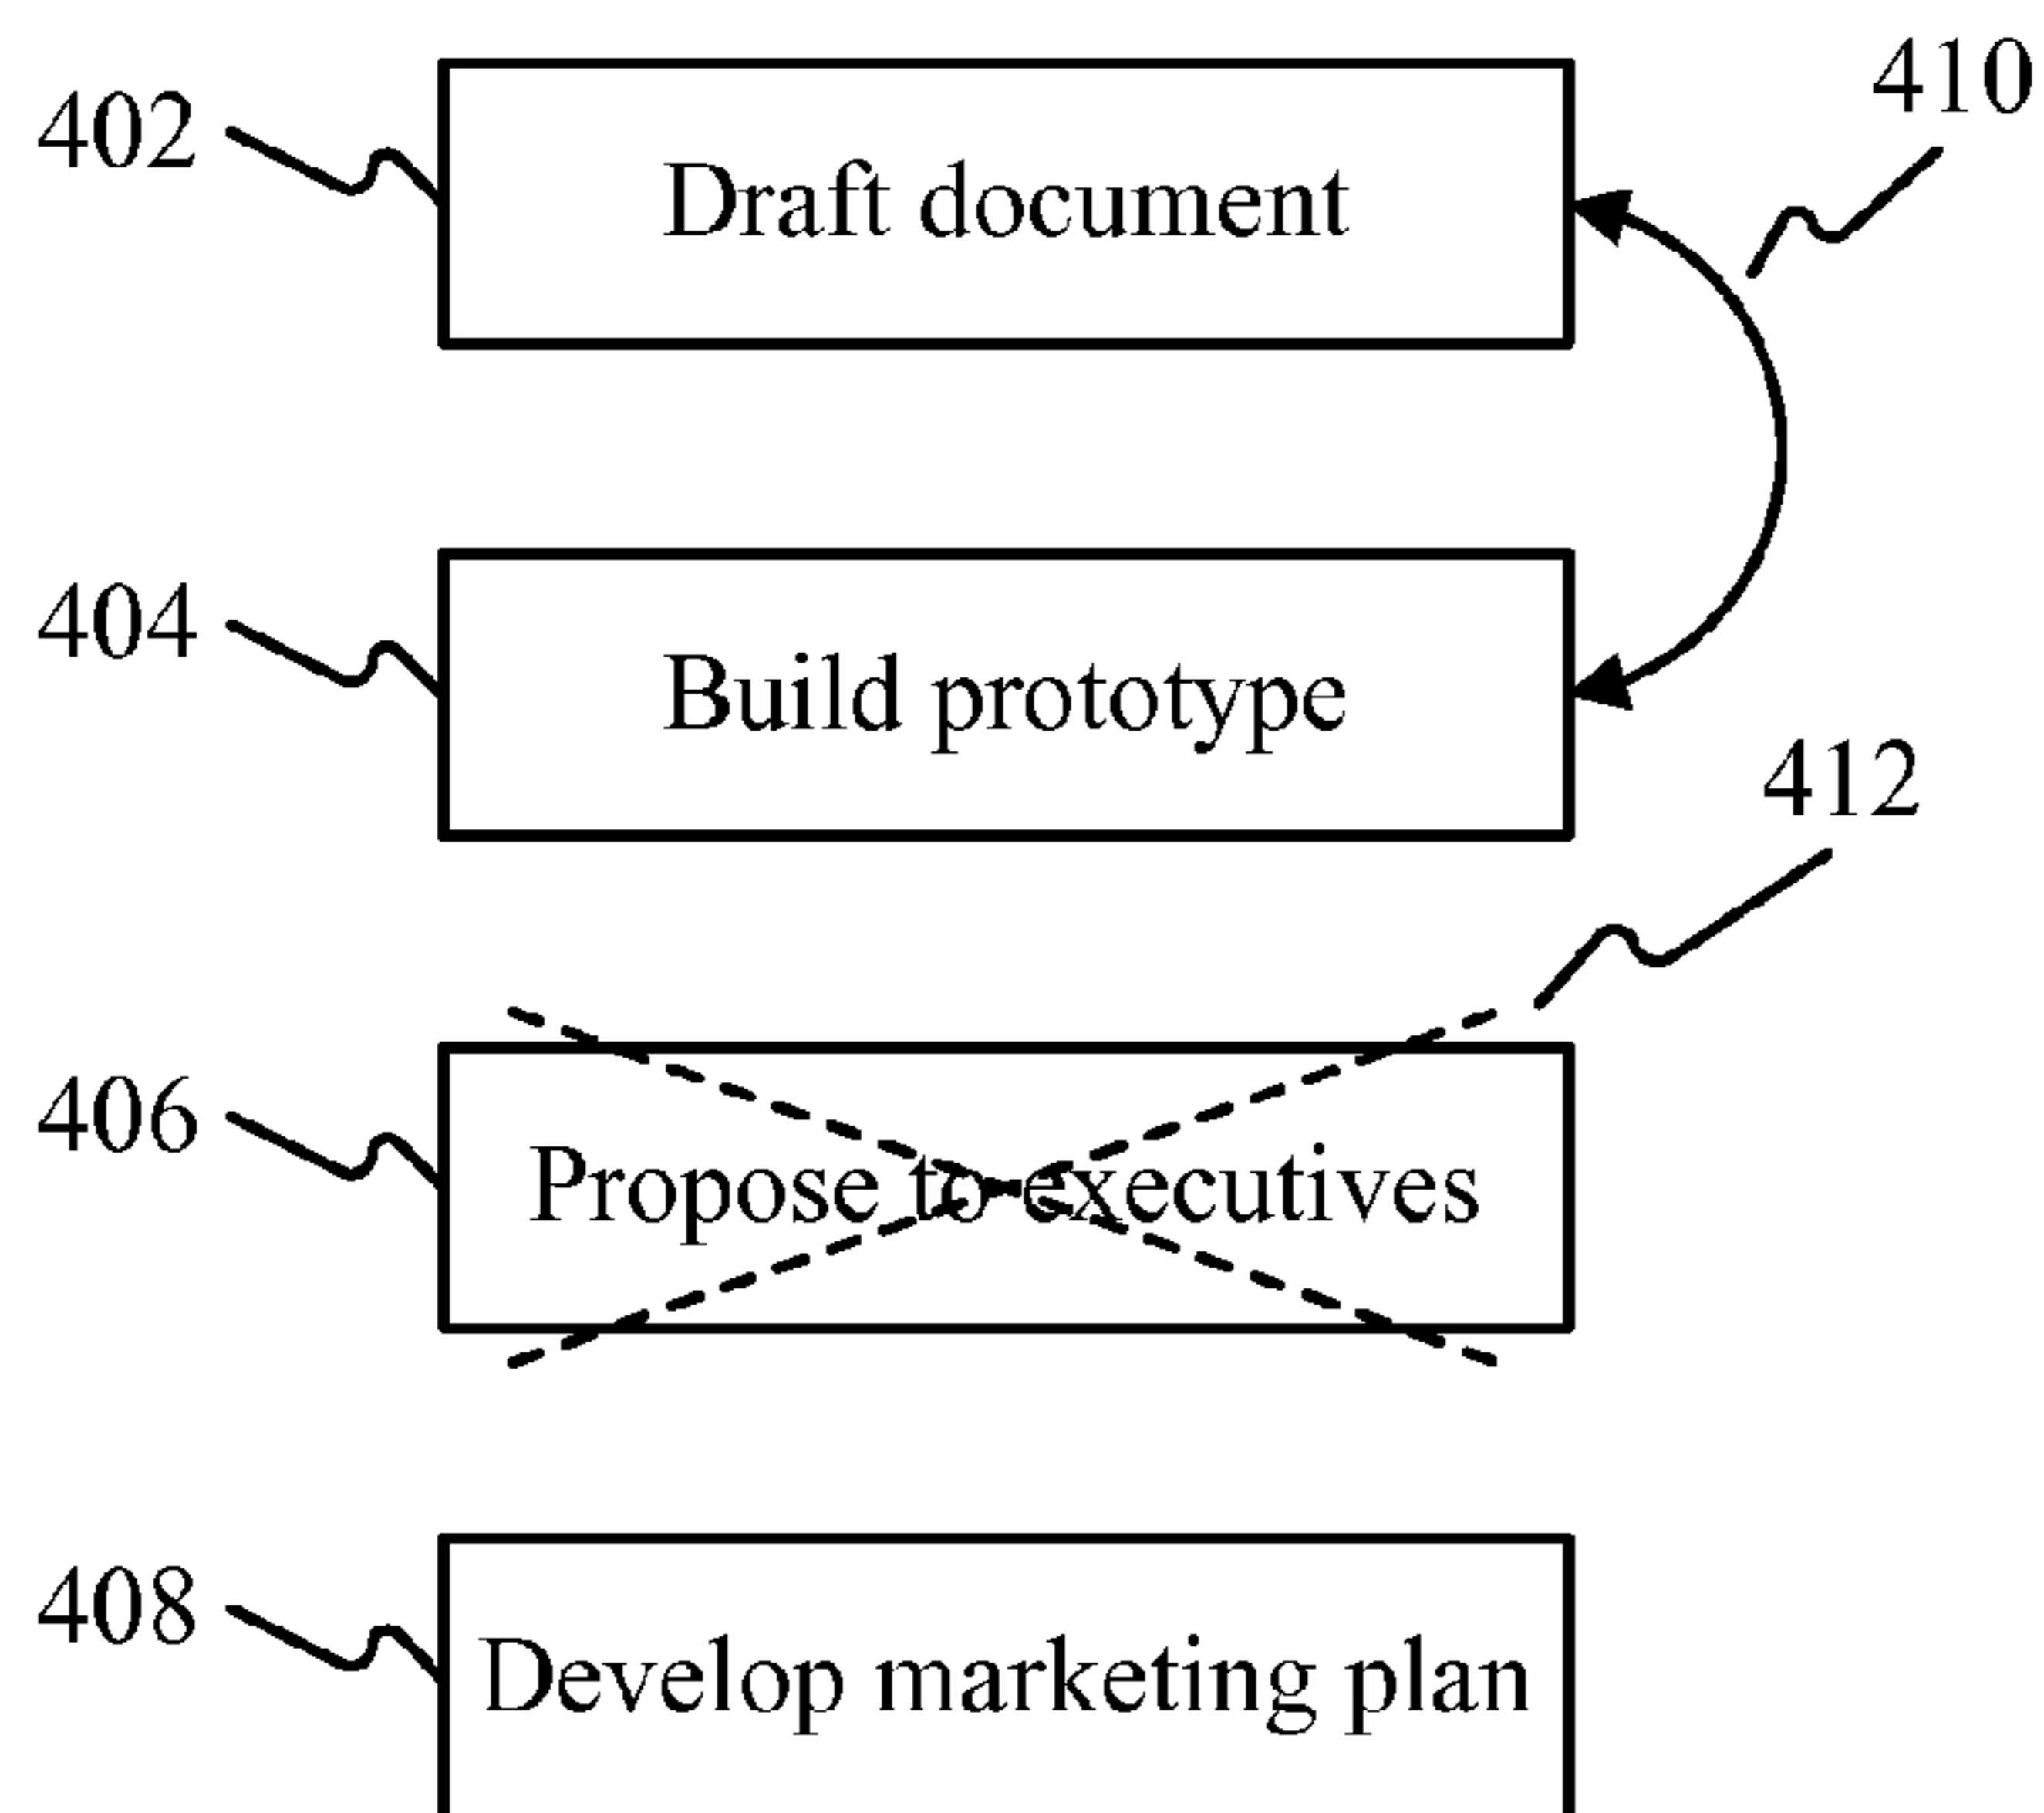 410
402
Draft document
404
Build prototype
412
406
Propose to executives
408
Develop marketing plan